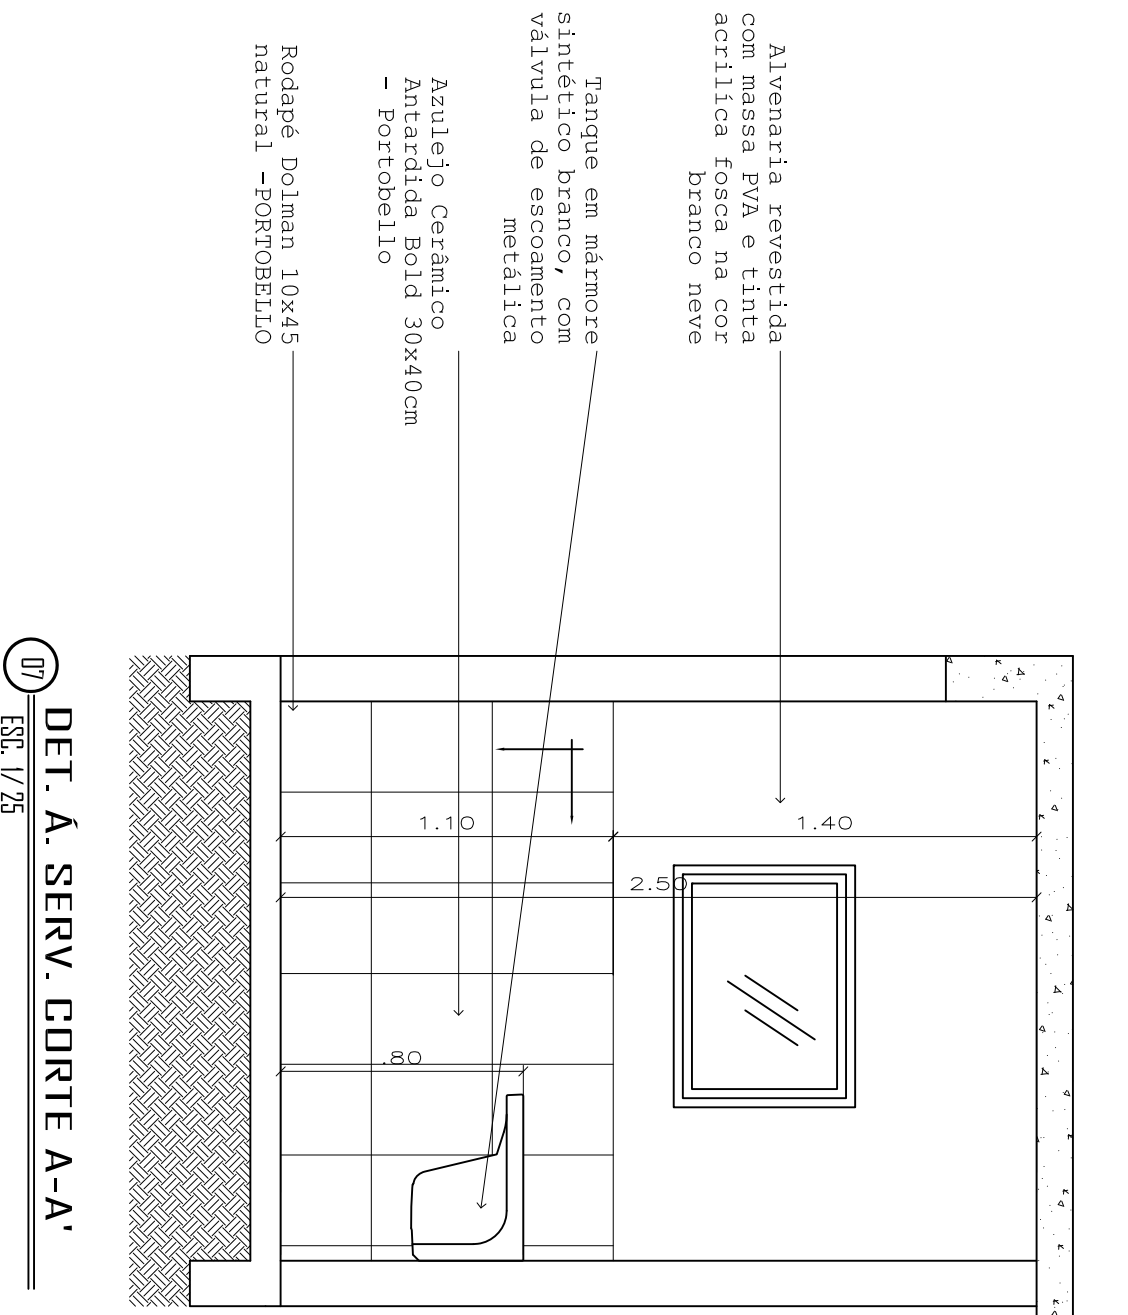 Alvenaria revestida
com massa PVA e tinta
acrílica fosca na cor
branco neve
Tanque em mármore
sintético branco, com
válvula de escoamento
metálica
Azulejo Cerâmico
Antardida Bold 30x40cm
- Portobello
Rodapé Dolman 10x45
natural -PORTOBELLO
1.40
1.10
2.50
.80
07
DET. Á. SERV. CORTE A-A'
ESC. 1/25